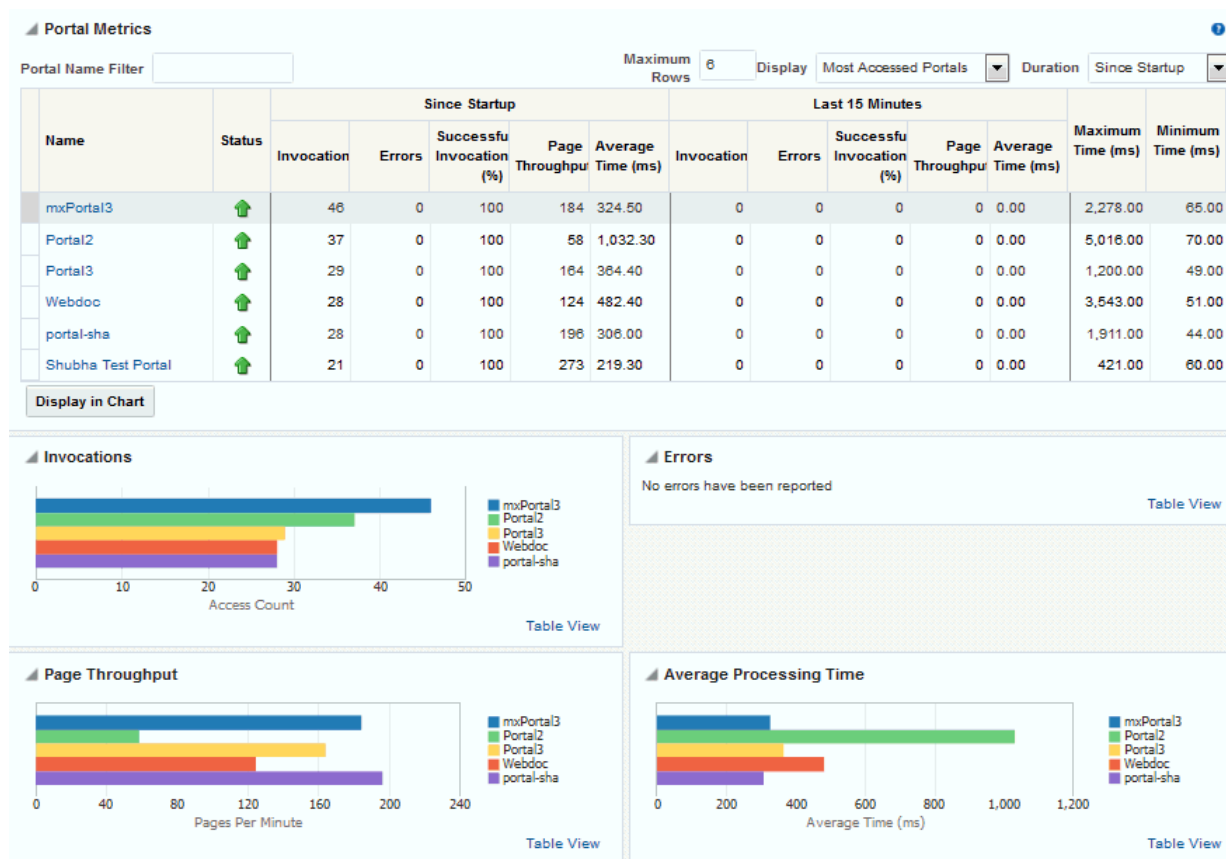 Portal Metrics
Portal Name Filter Maximum Rows 6 Display Most Accessed Portals Duration Since Startup
Name Status Since Startup Last 15 Minutes Maximum Time (ms) Minimum Time (ms)
Invocation Errors Successfu Invocation (%) Page Throughpu Average Time (ms) Invocation Errors Successfu Invocation (%) Page Throughpu Average Time (ms)
mxPortal3 46 0 100 184 324.50 0 0 0 0 0.00 2,278.00 65.00
Portal2 37 0 100 58 1,032.30 0 0 0 0 0.00 5,016.00 70.00
Portal3 29 0 100 164 364.40 0 0 0 0 0.00 1,200.00 49.00
Webdoc 28 0 100 124 482.40 0 0 0 0 0.00 3,543.00 51.00
portal-sha 28 0 100 196 306.00 0 0 0 0 0.00 1,911.00 44.00
Shubha Test Portal 21 0 100 273 219.30 0 0 0 0 0.00 421.00 60.00
Display in Chart
Invocations
mxPortal3
Portal2
Portal3
Webdoc
portal-sha
0 10 20 30 40 50
Access Count
Table View
Errors
No errors have been reported
Table View
Page Throughput
mxPortal3
Portal2
Portal3
Webdoc
portal-sha
0 40 80 120 160 200 240
Pages Per Minute
Table View
Average Processing Time
mxPortal3
Portal2
Portal3
Webdoc
portal-sha
0 200 400 600 800 1,000 1,200
Average Time (ms)
Table View